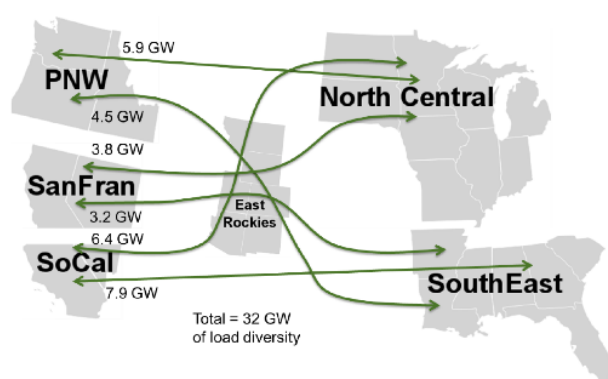 5.9 GW
PNW
North Central
4.5 GW
3.8 GW
SanFran
East
Rockies
3.2 GW
6.4 GW
SoCal
SouthEast
7.9 GW
Total = 32 GW
of load diversity